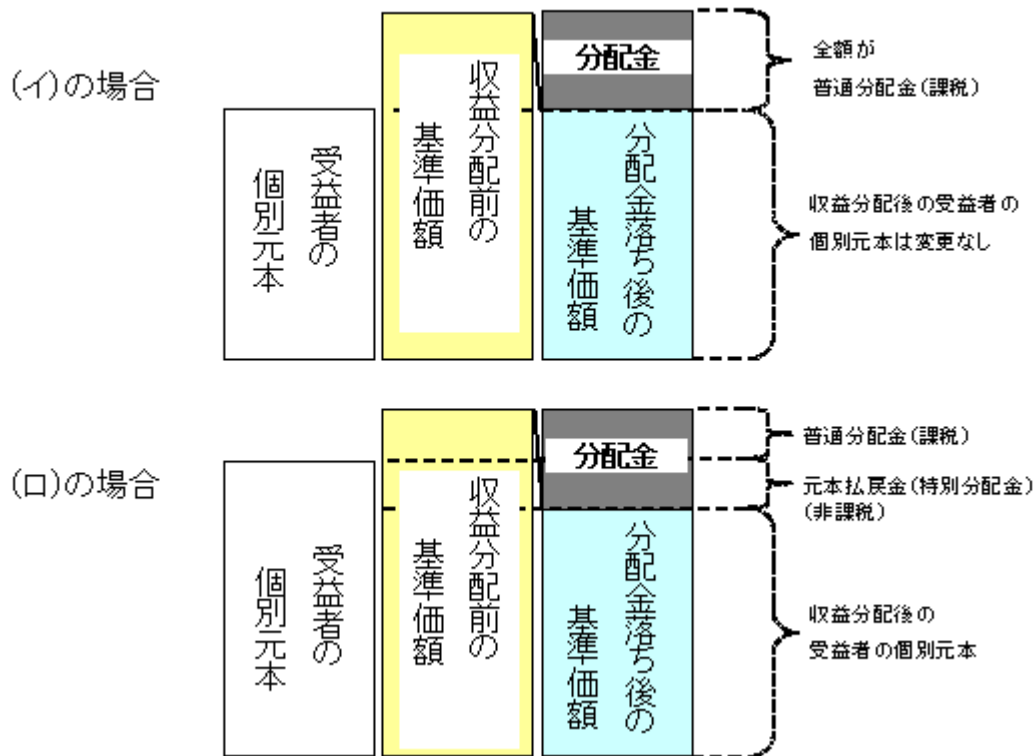 (イ)の場合
受益者の
個別元本
収益分配前の
基準価額
分配金
分配金落ち後の
基準価額
全額が
普通分配金(課税)
収益分配後の受益者の
個別元本は変更なし
(ロ)の場合
受益者の
個別元本
収益分配前の
基準価額
分配金
分配金落ち後の
基準価額
普通分配金(課税)
元本払戻金(特別分配金)
(非課税)
収益分配後の
受益者の個別元本